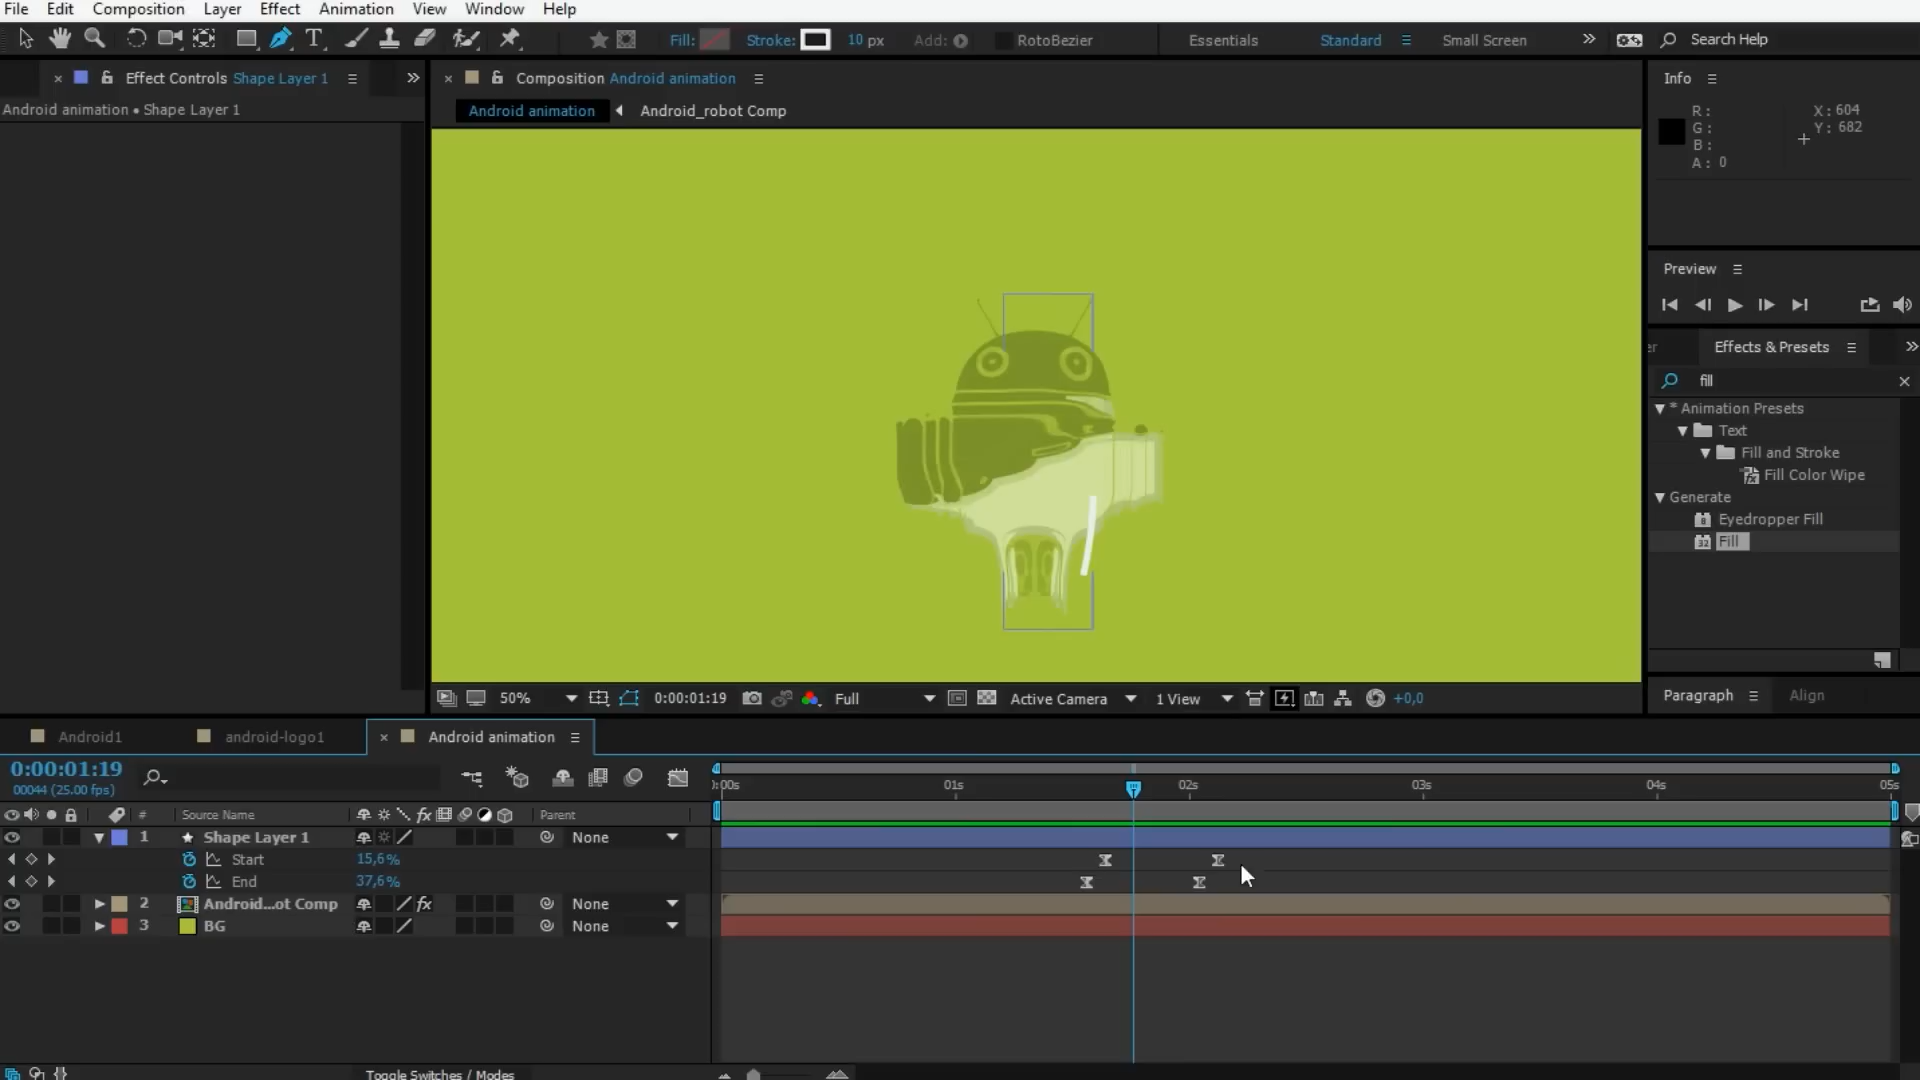 File Edit Composition Layer Effect Animation View Window Help
Fill: Stroke: 10 px Add: RotoBezier Essentials Standard Small Screen Search Help
Effect Controls Shape Layer 1
Android animation • Shape Layer 1
Composition Android animation
Android animation Android_robot Comp
Info
R: X: 604
G: Y: 682
B:
A: 0
Preview
Effects & Presets
fill
* Animation Presets
Text
Fill and Stroke
Fill Color Wipe
Generate
Eyedropper Fill
Fill
Paragraph Align
50% 0:00:01:19 Full Active Camera 1 View +0,0
Android1 android-logo1 Android animation
0:00:01:19
00044 (25.00 fps)
):00s 01s 02s 03s 04s 05s
# Source Name fx Parent
1 Shape Layer 1 None
Start 15,6%
End 37,6%
2 Android...ot Comp fx None
3 BG None
Toggle Switches / Modes